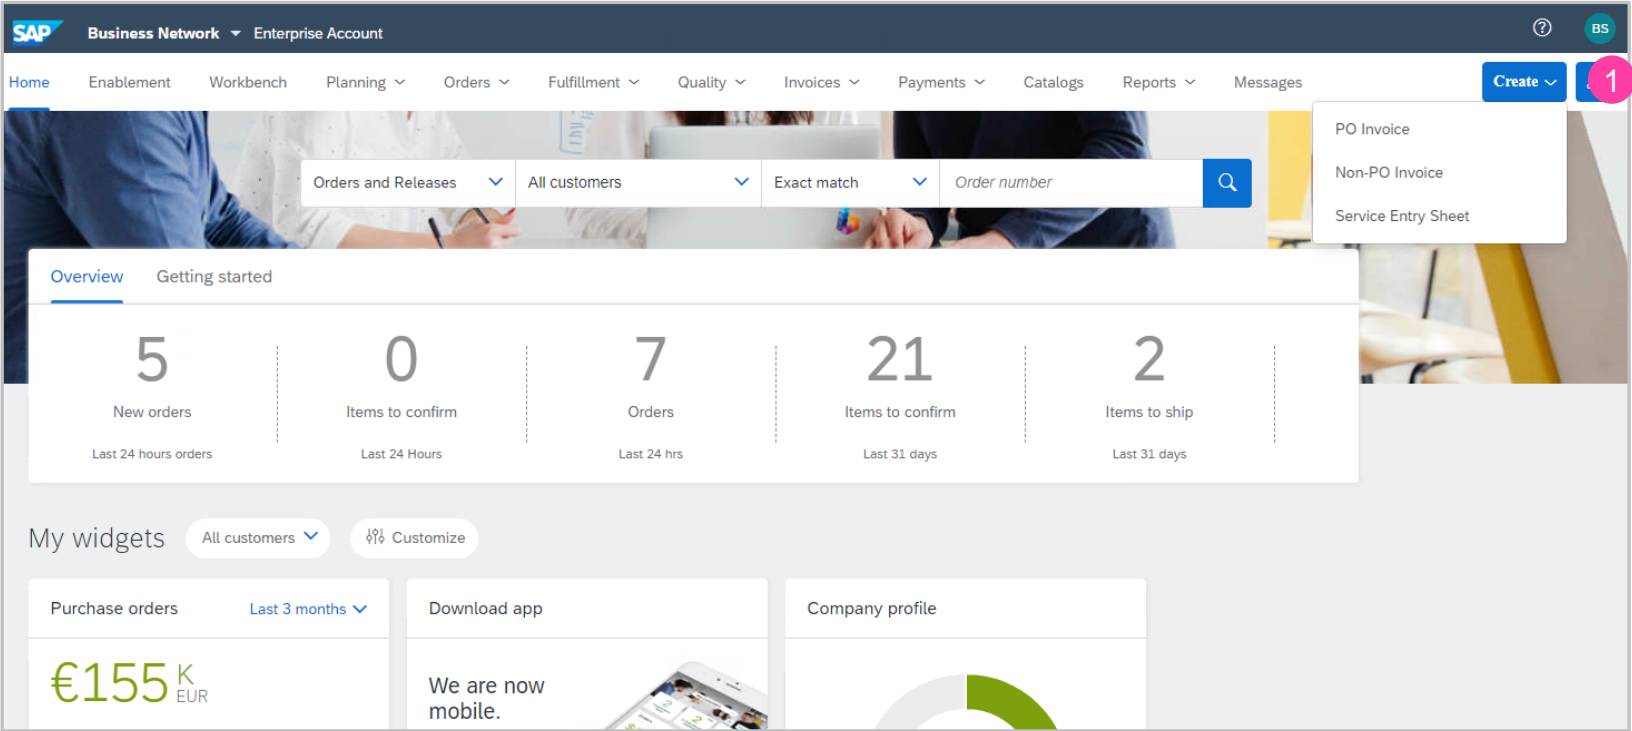 SAP Business Network Enterprise Account BS
Home Enablement Workbench Planning Orders Fulfillment Quality Invoices Payments Catalogs Reports Messages Create 1
PO Invoice
Non-PO Invoice
Service Entry Sheet
Orders and Releases All customers Exact match Order number
Overview Getting started
5 0 7 21 2
New orders Items to confirm Orders Items to confirm Items to ship
Last 24 hours orders Last 24 Hours Last 24 hrs Last 31 days Last 31 days
My widgets All customers Customize
Purchase orders Last 3 months Download app Company profile
€155 K EUR
We are now
mobile.